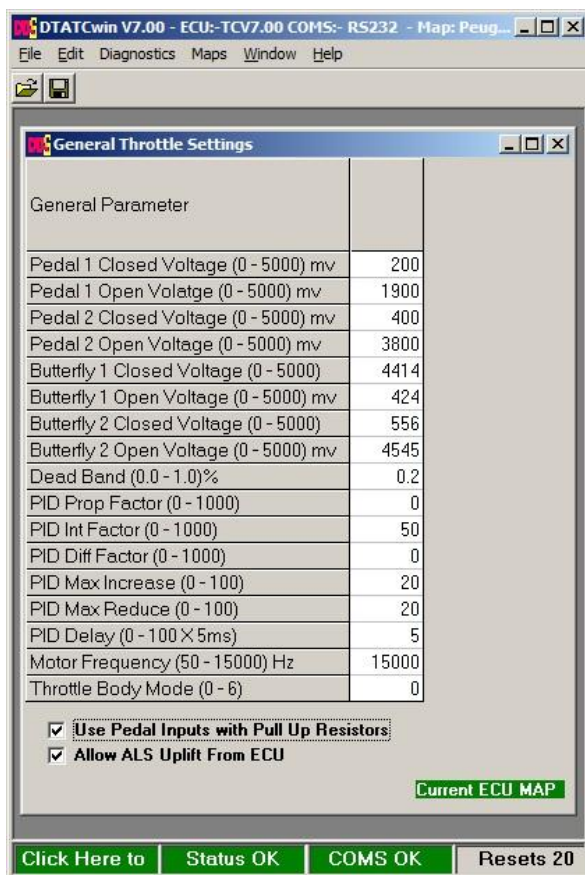 DTATCwin V7.00 - ECU:-TCV7.00 COMS:- RS232 - Map: Peug...
File Edit Diagnostics Maps Window Help
General Throttle Settings
General Parameter
Pedal 1 Closed Voltage (0 - 5000) mv 200
Pedal 1 Open Volatge (0 - 5000) mv 1900
Pedal 2 Closed Voltage (0 - 5000) mv 400
Pedal 2 Open Voltage (0 - 5000) mv 3800
Butterfly 1 Closed Voltage (0 - 5000) 4414
Butterfly 1 Open Voltage (0 - 5000) mv 424
Butterfly 2 Closed Voltage (0 - 5000) 556
Butterfly 2 Open Voltage (0 - 5000) mv 4545
Dead Band (0.0 - 1.0)% 0.2
PID Prop Factor (0 - 1000) 0
PID Int Factor (0 - 1000) 50
PID Diff Factor (0 - 1000) 0
PID Max Increase (0 - 100) 20
PID Max Reduce (0 - 100) 20
PID Delay (0 - 100 X 5ms) 5
Motor Frequency (50 - 15000) Hz 15000
Throttle Body Mode (0 - 6) 0
Use Pedal Inputs with Pull Up Resistors
Allow ALS Uplift From ECU
Current ECU MAP
Click Here to Status OK COMS OK Resets 20